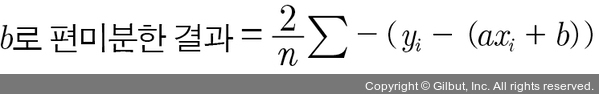 b로 편미분한 결과 = 2/n ∑ − ( yᵢ − (axᵢ + b))
Copyright © Gilbut, Inc. All rights reserved.